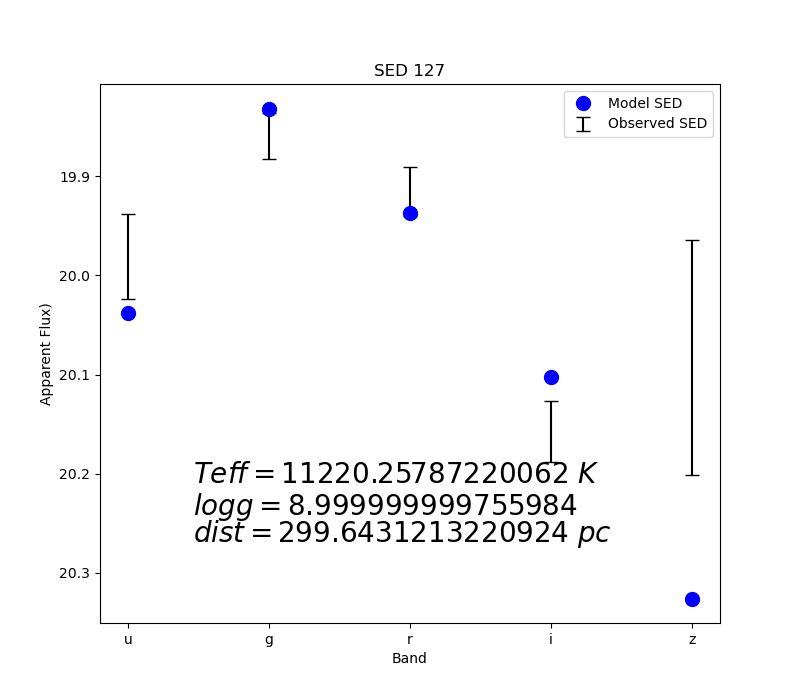 SED 127
Model SED
Observed SED
19.9
20.0
20.1
20.2
20.3
Apparent Flux)
Teff = 11220.25787220062 K
logg = 8.999999999755984
dist = 299.6431213220924 pc
u g r i z
Band